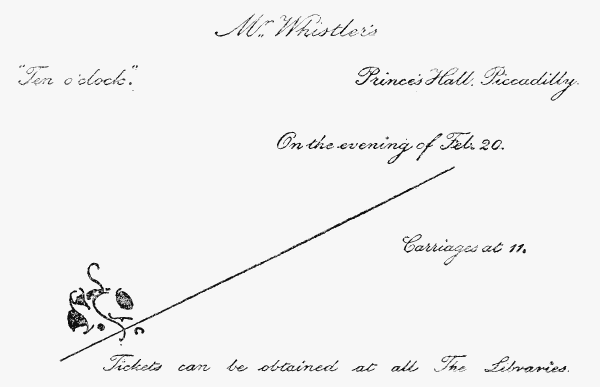 Mr. Whistler's
"Ten o'clock." Prince's Hall. Piccadilly.
On the evening of Feb. 20.
Carriages at 11.
Tickets can be obtained at all The Libraries.